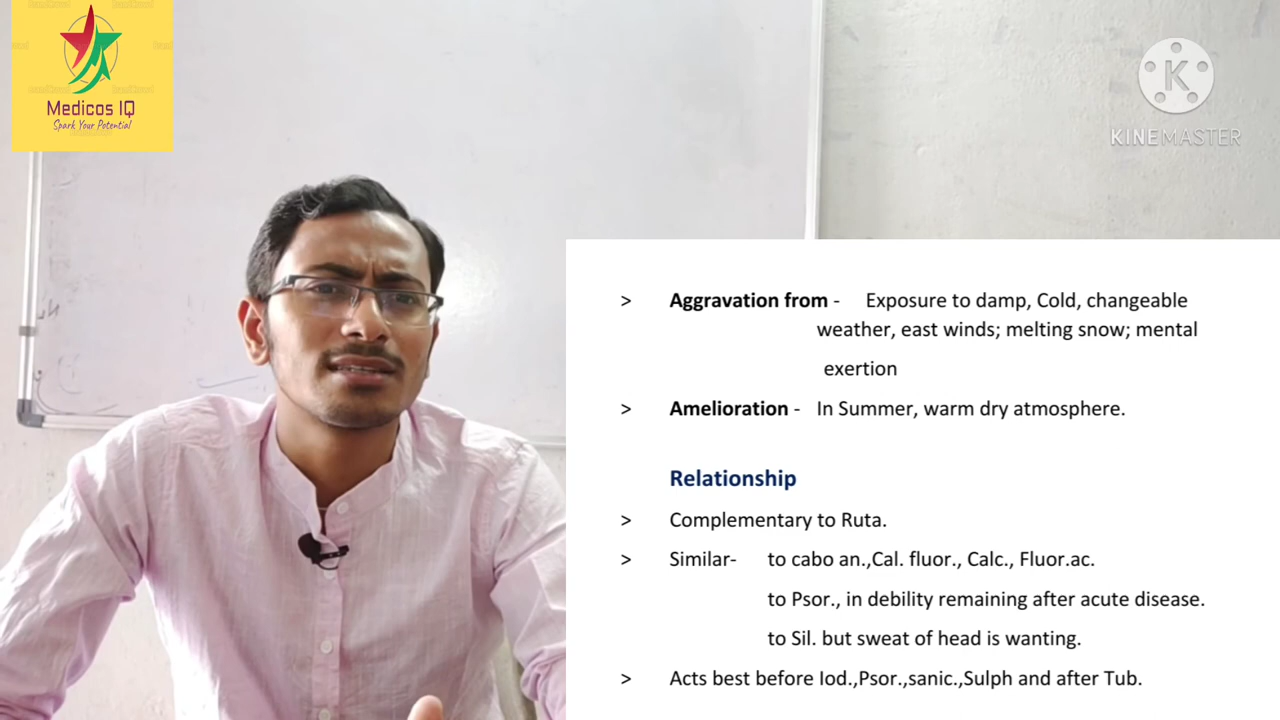 Medicos IQ
Spark Your Potential
K
KINEMASTER
> Aggravation from - Exposure to damp, Cold, changeable
weather, east winds; melting snow; mental
exertion
> Amelioration - In Summer, warm dry atmosphere.
Relationship
> Complementary to Ruta.
> Similar- to cabo an.,Cal. fluor., Calc., Fluor.ac.
to Psor., in debility remaining after acute disease.
to Sil. but sweat of head is wanting.
> Acts best before Iod.,Psor.,sanic.,Sulph and after Tub.